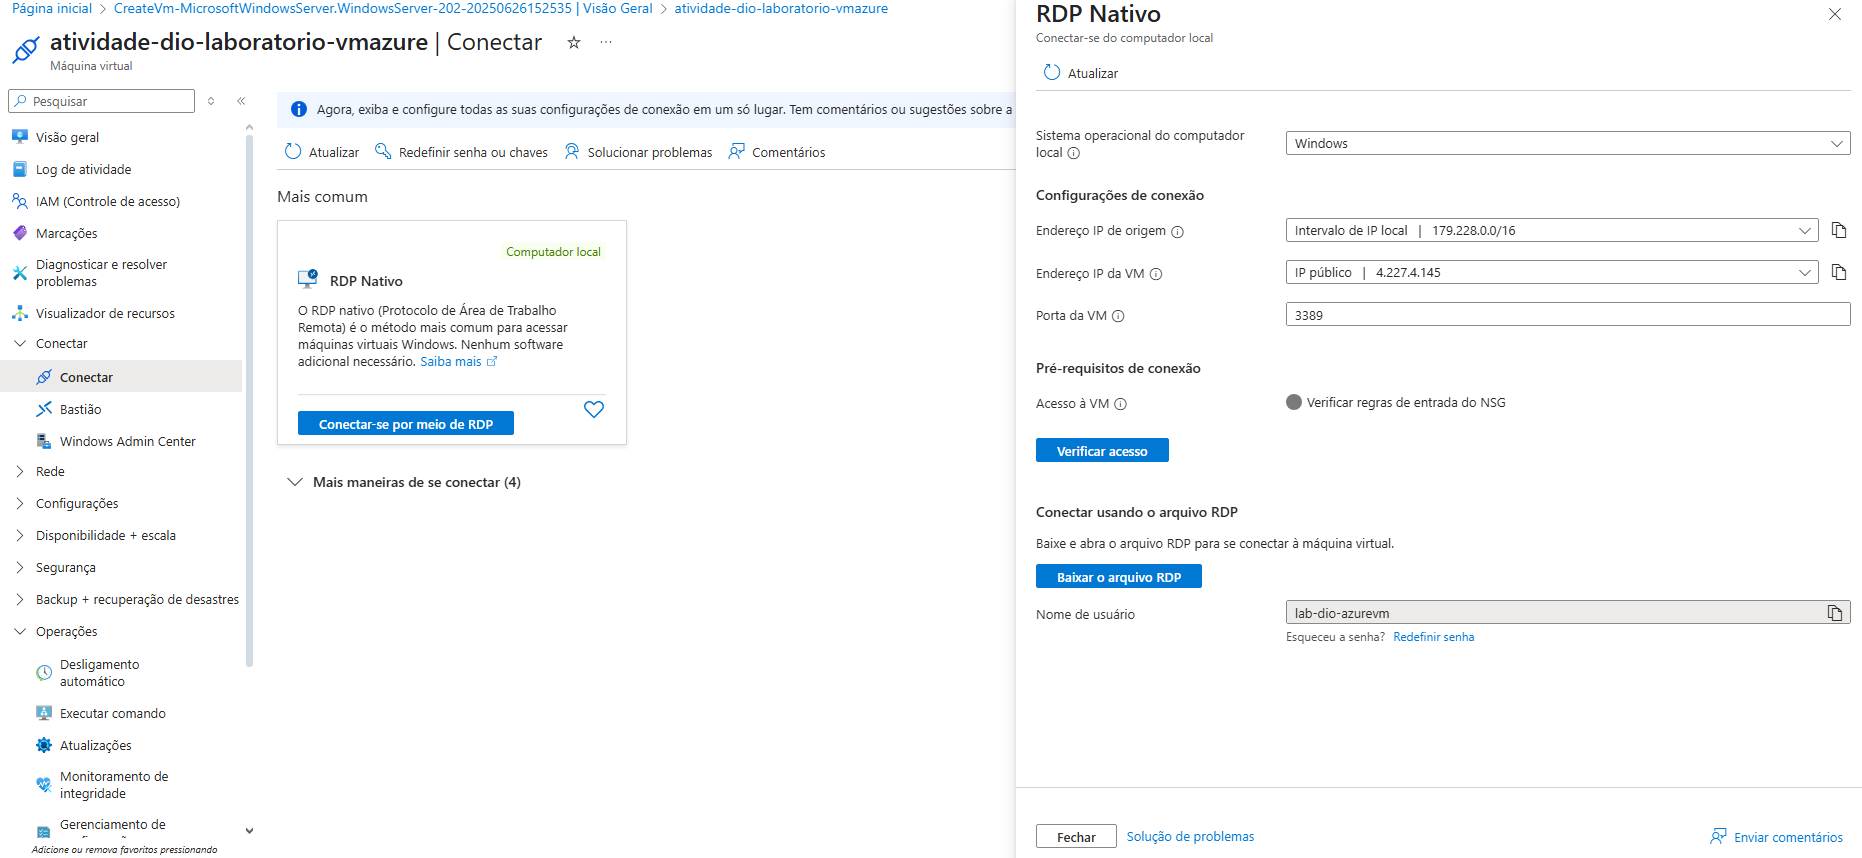 Página inicial > CreateVm-MicrosoftWindowsServer.WindowsServer-202-20250626152535 | Visão Geral > atividade-dio-laboratorio-vmazure
atividade-dio-laboratorio-vmazure | Conectar
Máquina virtual
Pesquisar
Visão geral
Log de atividade
IAM (Controle de acesso)
Marcações
Diagnosticar e resolver
problemas
Visualizador de recursos
Conectar
Conectar
Bastião
Windows Admin Center
Rede
Configurações
Disponibilidade + escala
Segurança
Backup + recuperação de desastres
Operações
Desligamento
automático
Executar comando
Atualizações
Monitoramento de
integridade
Gerenciamento de
Adicione ou remova favoritos pressionando
Agora, exiba e configure todas as suas configurações de conexão em um só lugar. Tem comentários ou sugestões sobre a
Atualizar Redefinir senha ou chaves Solucionar problemas Comentários
Mais comum
Computador local
RDP Nativo
O RDP nativo (Protocolo de Área de Trabalho
Remota) é o método mais comum para acessar
máquinas virtuais Windows. Nenhum software
adicional necessário. Saiba mais
Conectar-se por meio de RDP
Mais maneiras de se conectar (4)
RDP Nativo
Conectar-se do computador local
Atualizar
Sistema operacional do computador
local
Windows
Configurações de conexão
Endereço IP de origem
Intervalo de IP local | 179.228.0.0/16
Endereço IP da VM
IP público | 4.227.4.145
Porta da VM
3389
Pré-requisitos de conexão
Acesso à VM
Verificar regras de entrada do NSG
Verificar acesso
Conectar usando o arquivo RDP
Baixe e abra o arquivo RDP para se conectar à máquina virtual.
Baixar o arquivo RDP
Nome de usuário
lab-dio-azurevm
Esqueceu a senha? Redefinir senha
Fechar
Solução de problemas
Enviar comentários